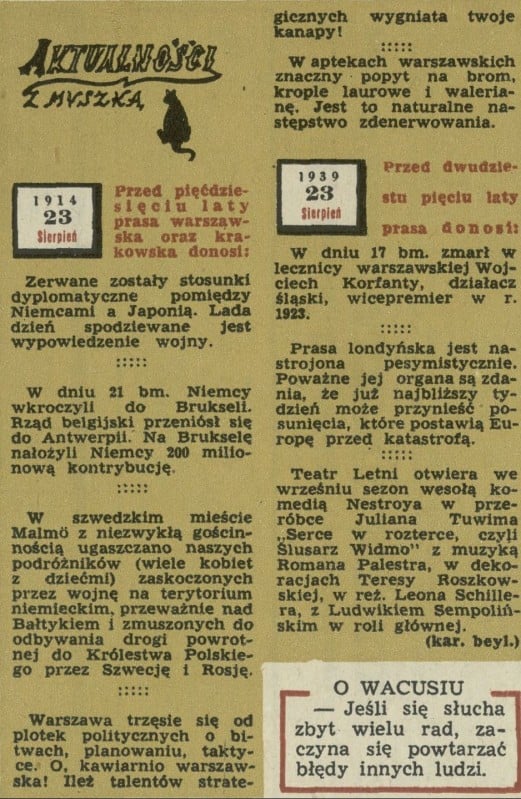 AKTUALNOŚCI
Z MYSZKĄ
1914
23
Sierpień
Przed pięćdzie-
sięciu laty
prasa warszaw-
ska oraz kra-
kowska donosi:
Zerwane zostały stosunki
dyplomatyczne pomiędzy
Niemcami a Japonią. Lada
dzień spodziewane jest
wypowiedzenie wojny.
:::::
W dniu 21 bm. Niemcy
wkroczyli do Brukseli.
Rząd belgijski przeniósł się
do Antwerpii. Na Brukselę
nałożyli Niemcy 200 milio-
nową kontrybucję.
:::::
W szwedzkim mieście
Malmö z niezwykłą gościn-
nością ugaszczano naszych
podróżników (wiele kobiet
z dziećmi) zaskoczonych
przez wojnę na terytorium
niemieckim, przeważnie nad
Bałtykiem i zmuszonych do
odbywania drogi powrot-
nej do Królestwa Polskie-
go przez Szwecję i Rosję.
:::::
Warszawa trzęsie się od
plotek politycznych o bi-
twach, planowaniu, takty-
ce. O, kawiarnio warszaw-
ska! Ileż talentów strate-
gicznych wygniata twoje
kanapy!
:::::
W aptekach warszawskich
znaczny popyt na brom,
krople laurowe i waleria-
nę. Jest to naturalne na-
stępstwo zdenerwowania.
1939
23
Sierpień
Przed dwudzie-
stu pięciu laty
prasa donosi:
W dniu 17 bm. zmarł w
lecznicy warszawskiej Woj-
ciech Korfanty, działacz
śląski, wicepremier w r.
1923.
:::::
Prasa londyńska jest na-
strojona pesymistycznie.
Poważne jej organa są zda-
nia, że już najbliższy ty-
dzień może przynieść po-
sunięcia, które postawią Eu-
ropę przed katastrofą.
:::::
Teatr Letni otwiera we
wrześniu sezon wesołą ko-
medią Nestroya w prze-
róbce Juliana Tuwima
„Serce w rozterce, czyli
Ślusarz Widmo" z muzyką
Romana Palestra, w deko-
racjach Teresy Roszkow-
skiej, w reż. Leona Schille-
ra, z Ludwikiem Sempoliń-
skim w roli głównej.
(kar. beyl.)
O WACUSIU
— Jeśli się słucha
zbyt wielu rad, za-
czyna się powtarzać
błędy innych ludzi.